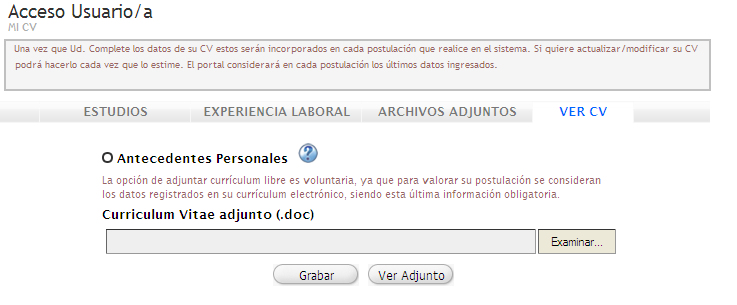 Acceso Usuario/a
MI CV
Una vez que Ud. Complete los datos de su CV estos serán incorporados en cada postulación que realice en el sistema. Si quiere actualizar/modificar su CV
podrá hacerlo cada vez que lo estime. El portal considerará en cada postulación los últimos datos ingresados.
ESTUDIOS EXPERIENCIA LABORAL ARCHIVOS ADJUNTOS VER CV
Antecedentes Personales ?
La opción de adjuntar currículum libre es voluntaria, ya que para valorar su postulación se consideran
los datos registrados en su currículum electrónico, siendo esta última información obligatoria.
Curriculum Vitae adjunto (.doc)
Examinar...
Grabar Ver Adjunto